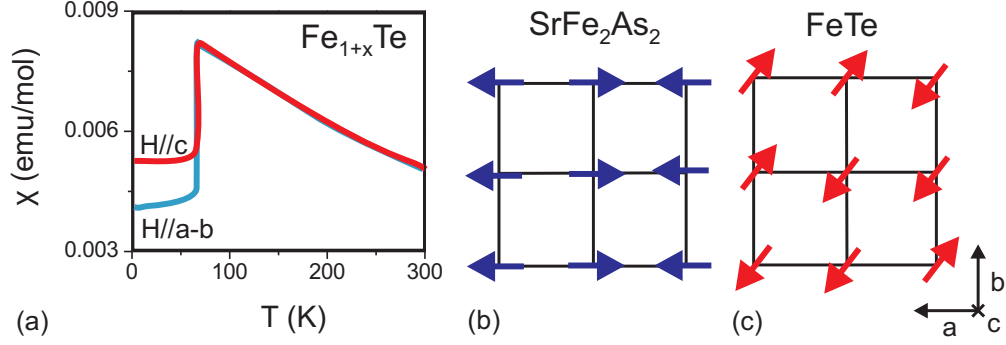 0.009
0.006
0.003
χ (emu/mol)
Fe1+xTe
H//c
H//a-b
0
100
200
300
T (K)
(a)
SrFe2As2
(b)
FeTe
(c)
b
a
c